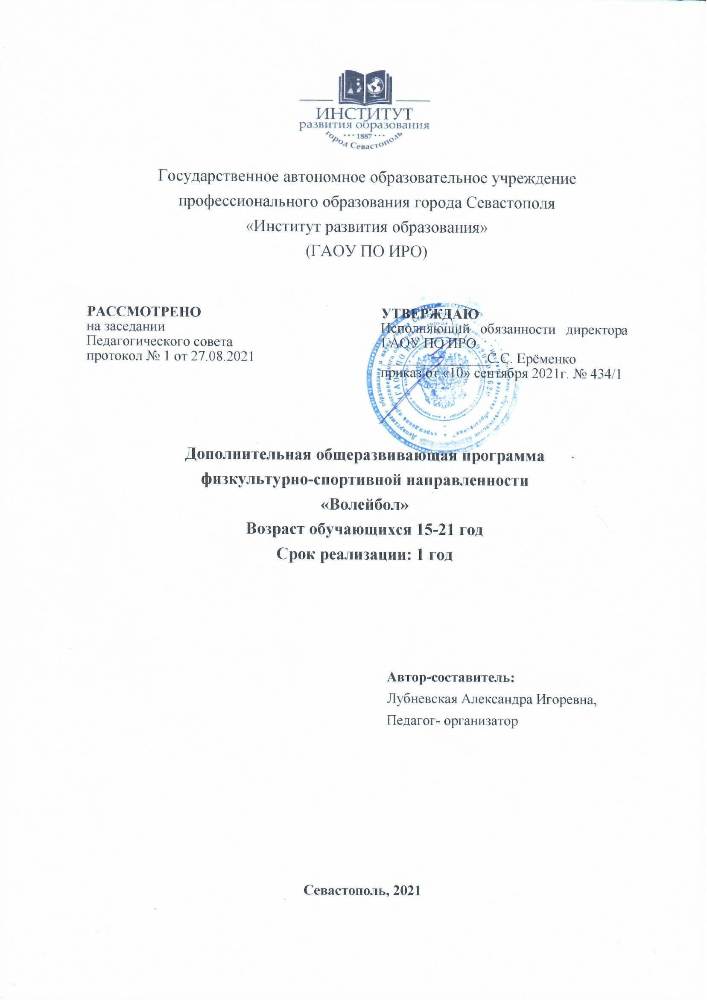 ИНСТИТУТ
развития образования
1887
город Севастополь
Государственное автономное образовательное учреждение
профессионального образования города Севастополя
«Институт развития образования»
(ГАОУ ПО ИРО)
РАССМОТРЕНО
на заседании
Педагогического совета
протокол № 1 от 27.08.2021
УТВЕРЖДАЮ
Исполняющий обязанности директора
ГАОУ ПО ИРО
С.С. Ерёменко
приказ от «10» сентября 2021г. № 434/1
Дополнительная общеразвивающая программа
физкультурно-спортивной направленности
«Волейбол»
Возраст обучающихся 15-21 год
Срок реализации: 1 год
Автор-составитель:
Лубневская Александра Игоревна,
Педагог- организатор
Севастополь, 2021